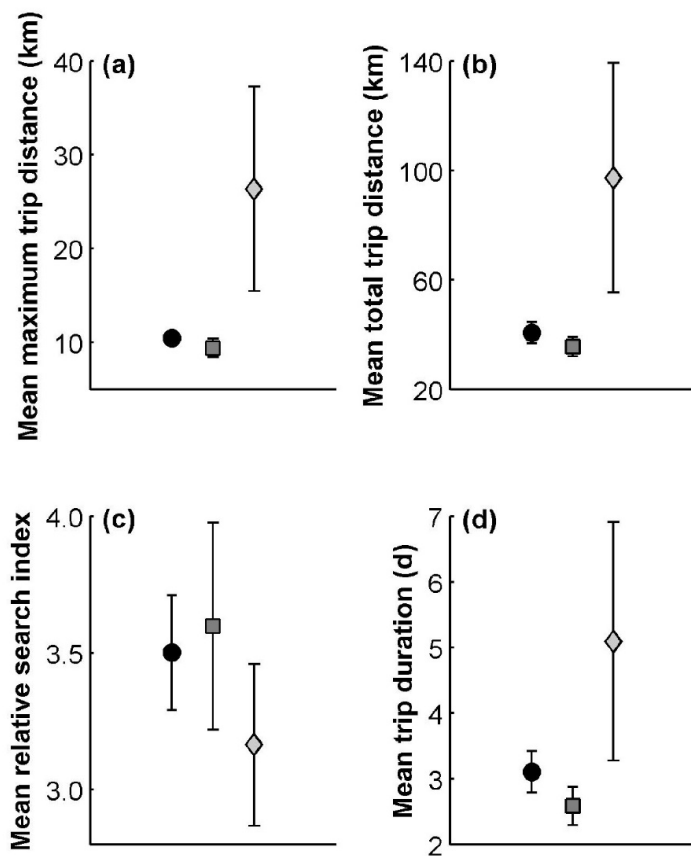 Mean maximum trip distance (km)
40
30
20
10
(a)
Mean total trip distance (km)
140
100
60
20
(b)
Mean relative search index
4.0
3.5
3.0
(c)
Mean trip duration (d)
7
6
5
4
3
2
(d)